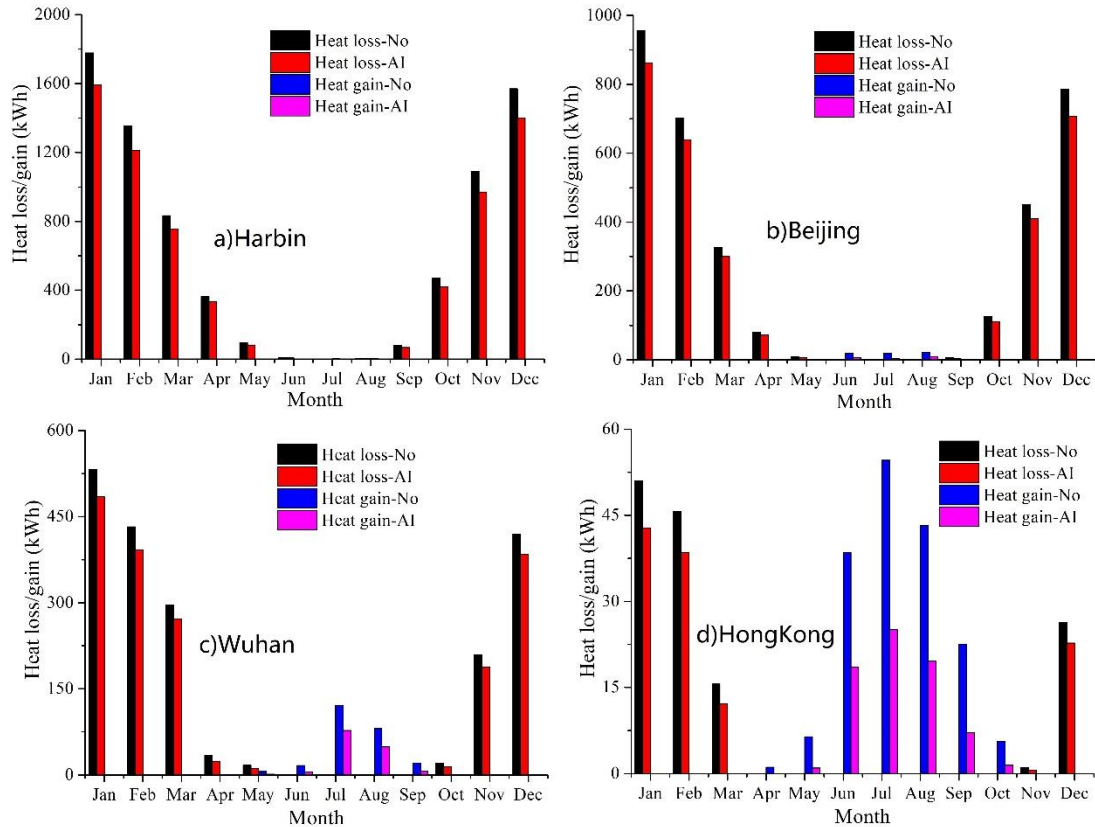 2000
1600
1200
800
400
0
Heat loss/gain (kWh)
Heat loss-No
Heat loss-AI
Heat gain-No
Heat gain-AI
a)Harbin
Jan Feb Mar Apr May Jun Jul Aug Sep Oct Nov Dec
Month
1000
800
600
400
200
0
Heat loss/gain (kWh)
Heat loss-No
Heat loss-AI
Heat gain-No
Heat gain-AI
b)Beijing
Jan Feb Mar Apr May Jun Jul Aug Sep Oct Nov Dec
Month
600
450
300
150
0
Heat loss/gain (kWh)
Heat loss-No
Heat loss-AI
Heat gain-No
Heat gain-AI
c)Wuhan
Jan Feb Mar Apr May Jun Jul Aug Sep Oct Nov Dec
Month
60
45
30
15
0
Heat loss/gain (kWh)
Heat loss-No
Heat loss-AI
Heat gain-No
Heat gain-AI
d)HongKong
Jan Feb Mar Apr May Jun Jul Aug Sep Oct Nov Dec
Month